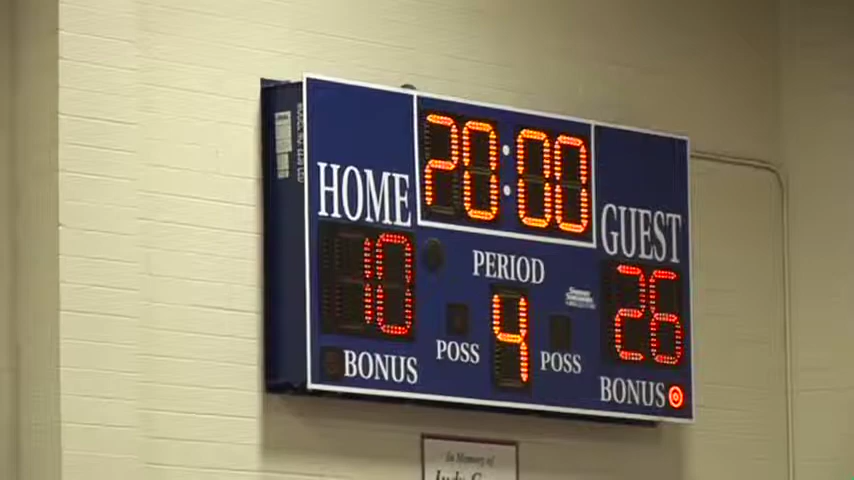 20:00
HOME
GUEST
10
PERIOD
26
4
POSS
POSS
BONUS
BONUS
In Memory of